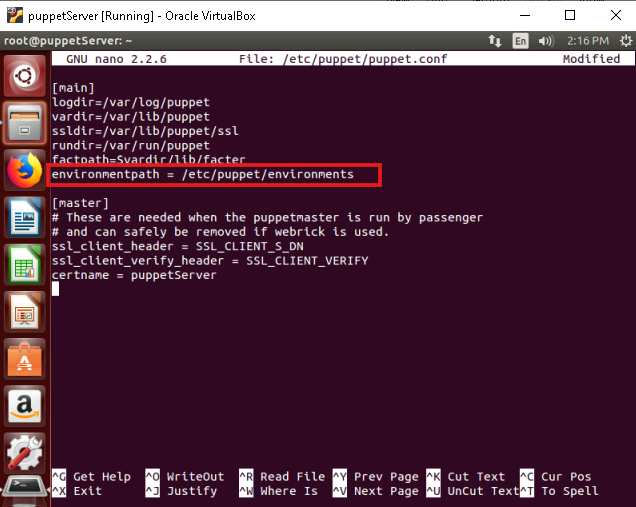 puppetServer [Running] - Oracle VirtualBox
root@puppetServer: ~
En
2:16 PM
GNU nano 2.2.6 File: /etc/puppet/puppet.conf Modified
[main]
logdir=/var/log/puppet
vardir=/var/lib/puppet
ssldir=/var/lib/puppet/ssl
rundir=/var/run/puppet
factpath=$vardir/lib/facter
environmentpath = /etc/puppet/environments
[master]
# These are needed when the puppetmaster is run by passenger
# and can safely be removed if webrick is used.
ssl_client_header = SSL_CLIENT_S_DN
ssl_client_verify_header = SSL_CLIENT_VERIFY
certname = puppetServer
^G Get Help ^O WriteOut ^R Read File ^Y Prev Page ^K Cut Text ^C Cur Pos
^X Exit ^J Justify ^W Where Is ^V Next Page ^U UnCut Text ^T To Spell